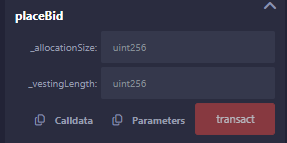 placeBid
_allocationSize: uint256
_vestingLength: uint256
Calldata Parameters transact